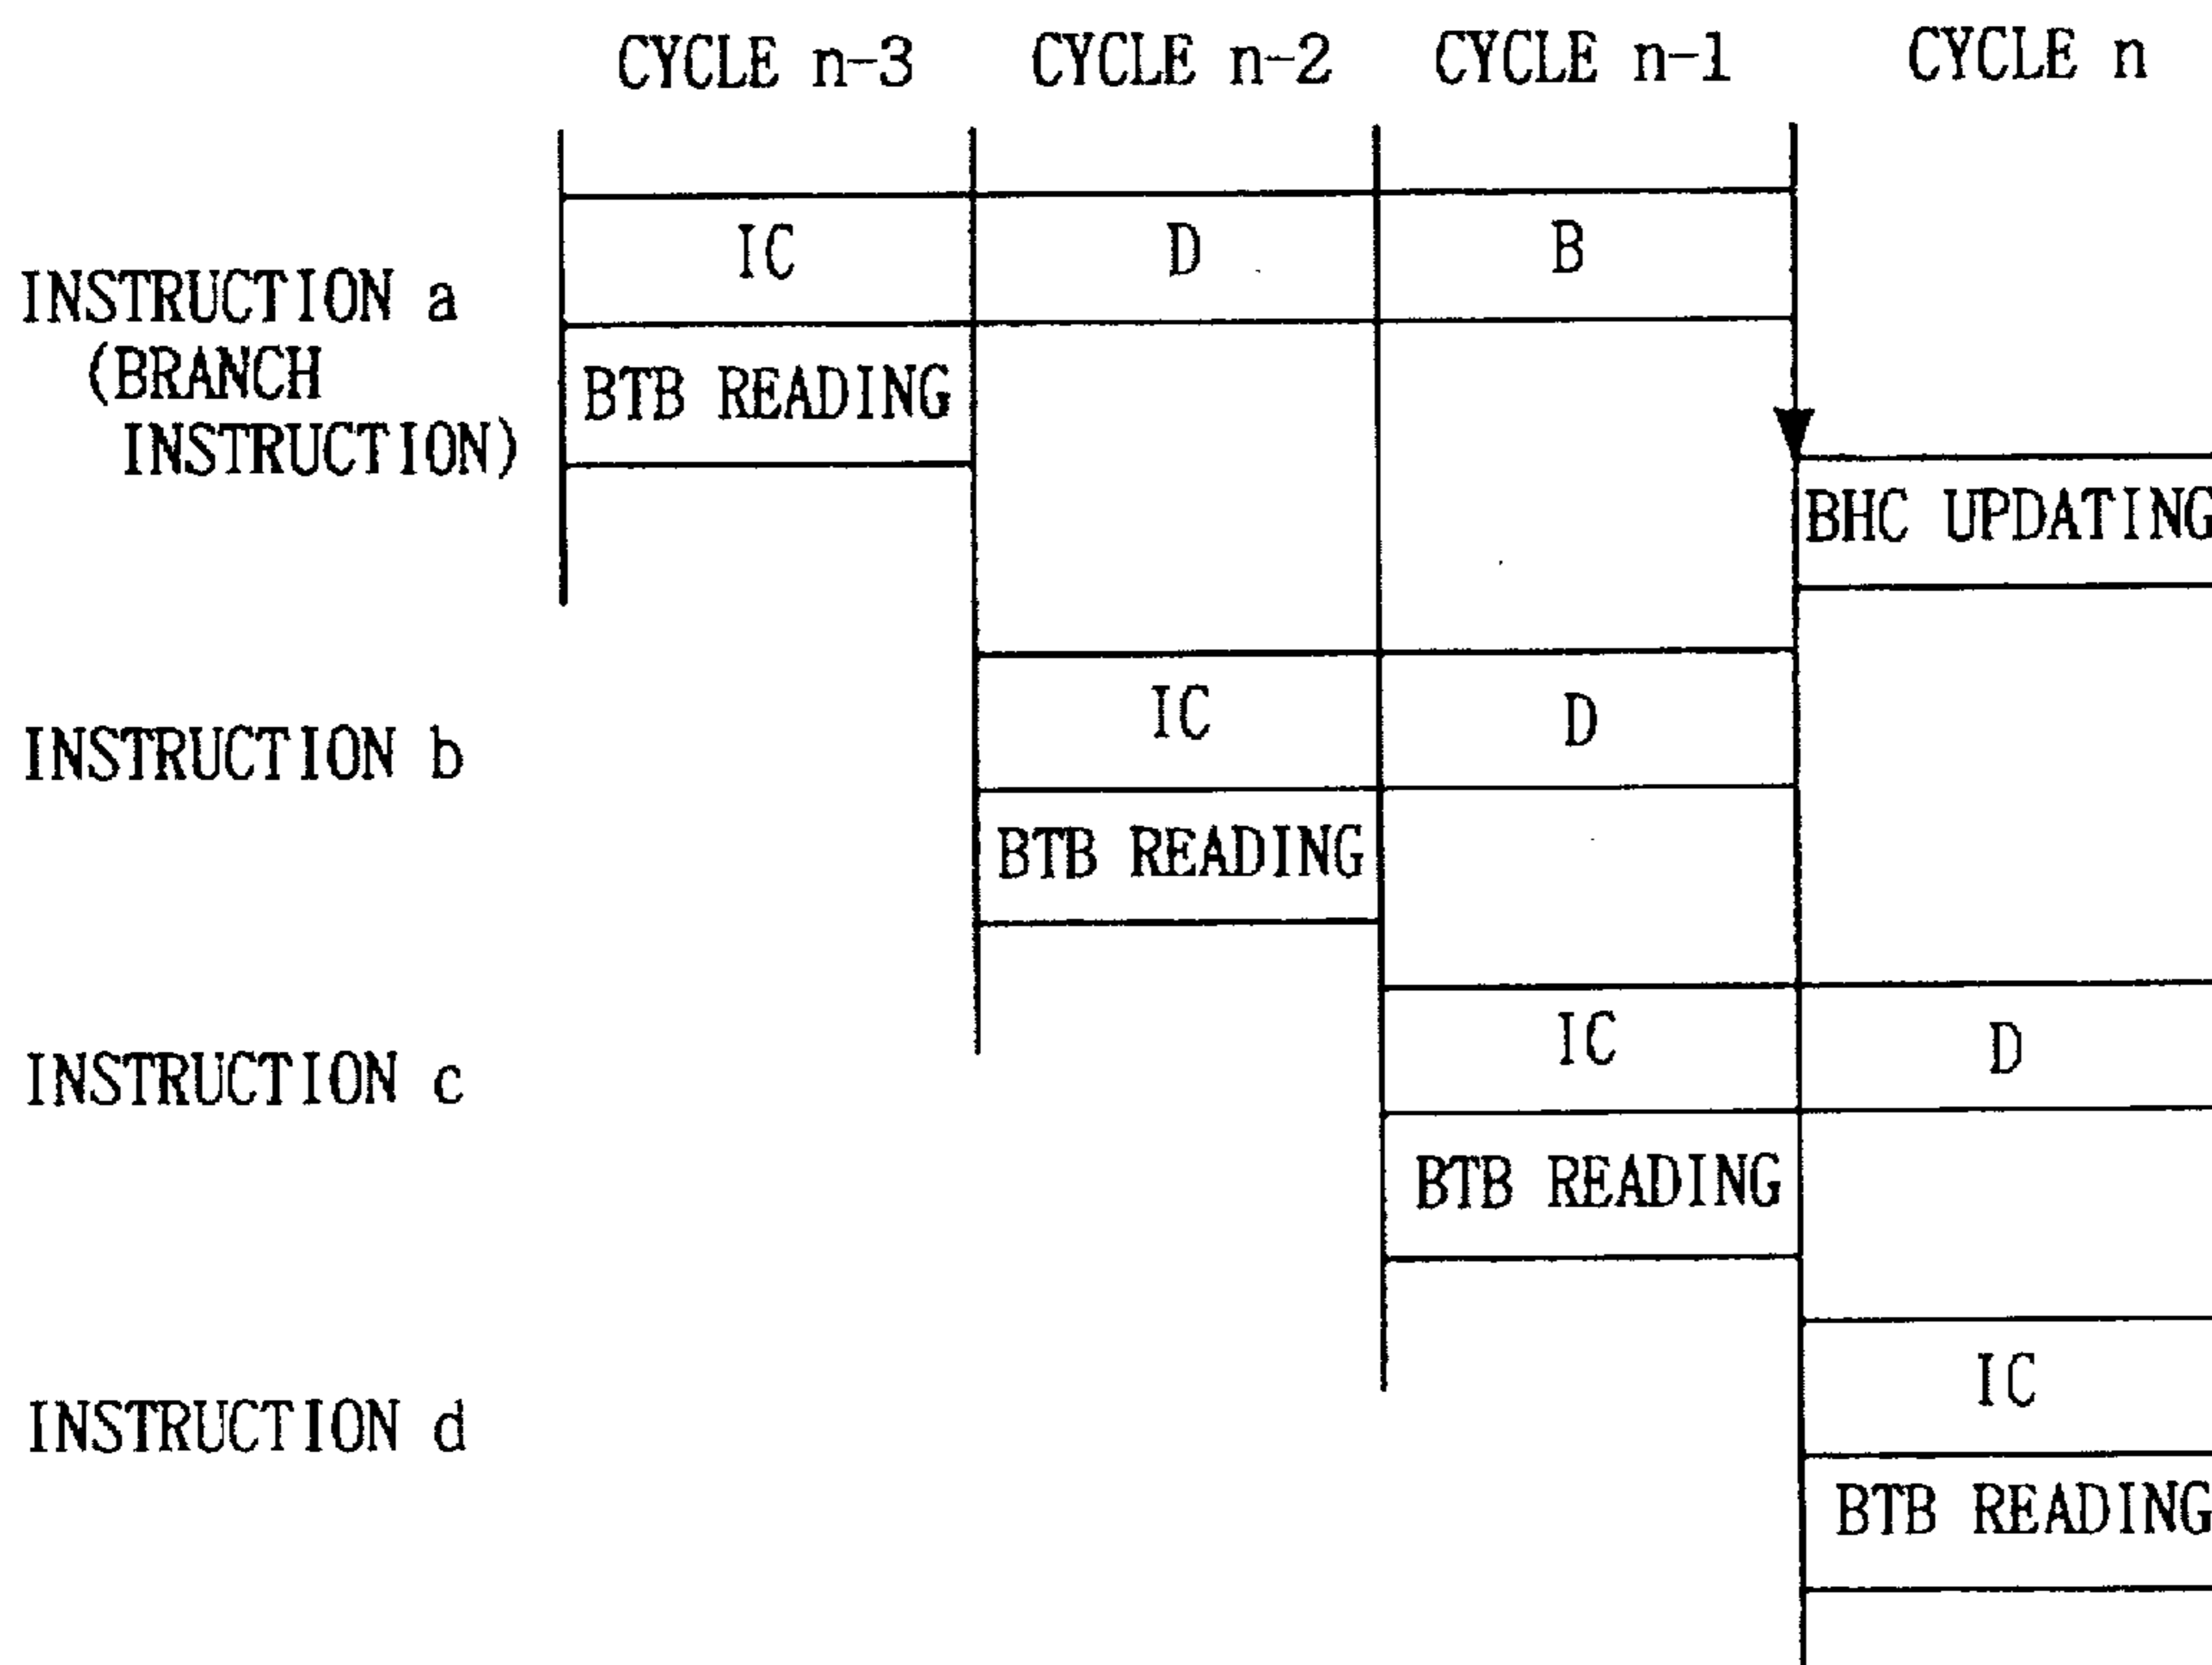 CYCLE n-3 CYCLE n-2 CYCLE n-1 CYCLE n
IC D B
INSTRUCTION a
(BRANCH
INSTRUCTION)
BTB READING
BHC UPDATING
IC D
INSTRUCTION b
BTB READING
IC D
INSTRUCTION c
BTB READING
IC
INSTRUCTION d
BTB READING